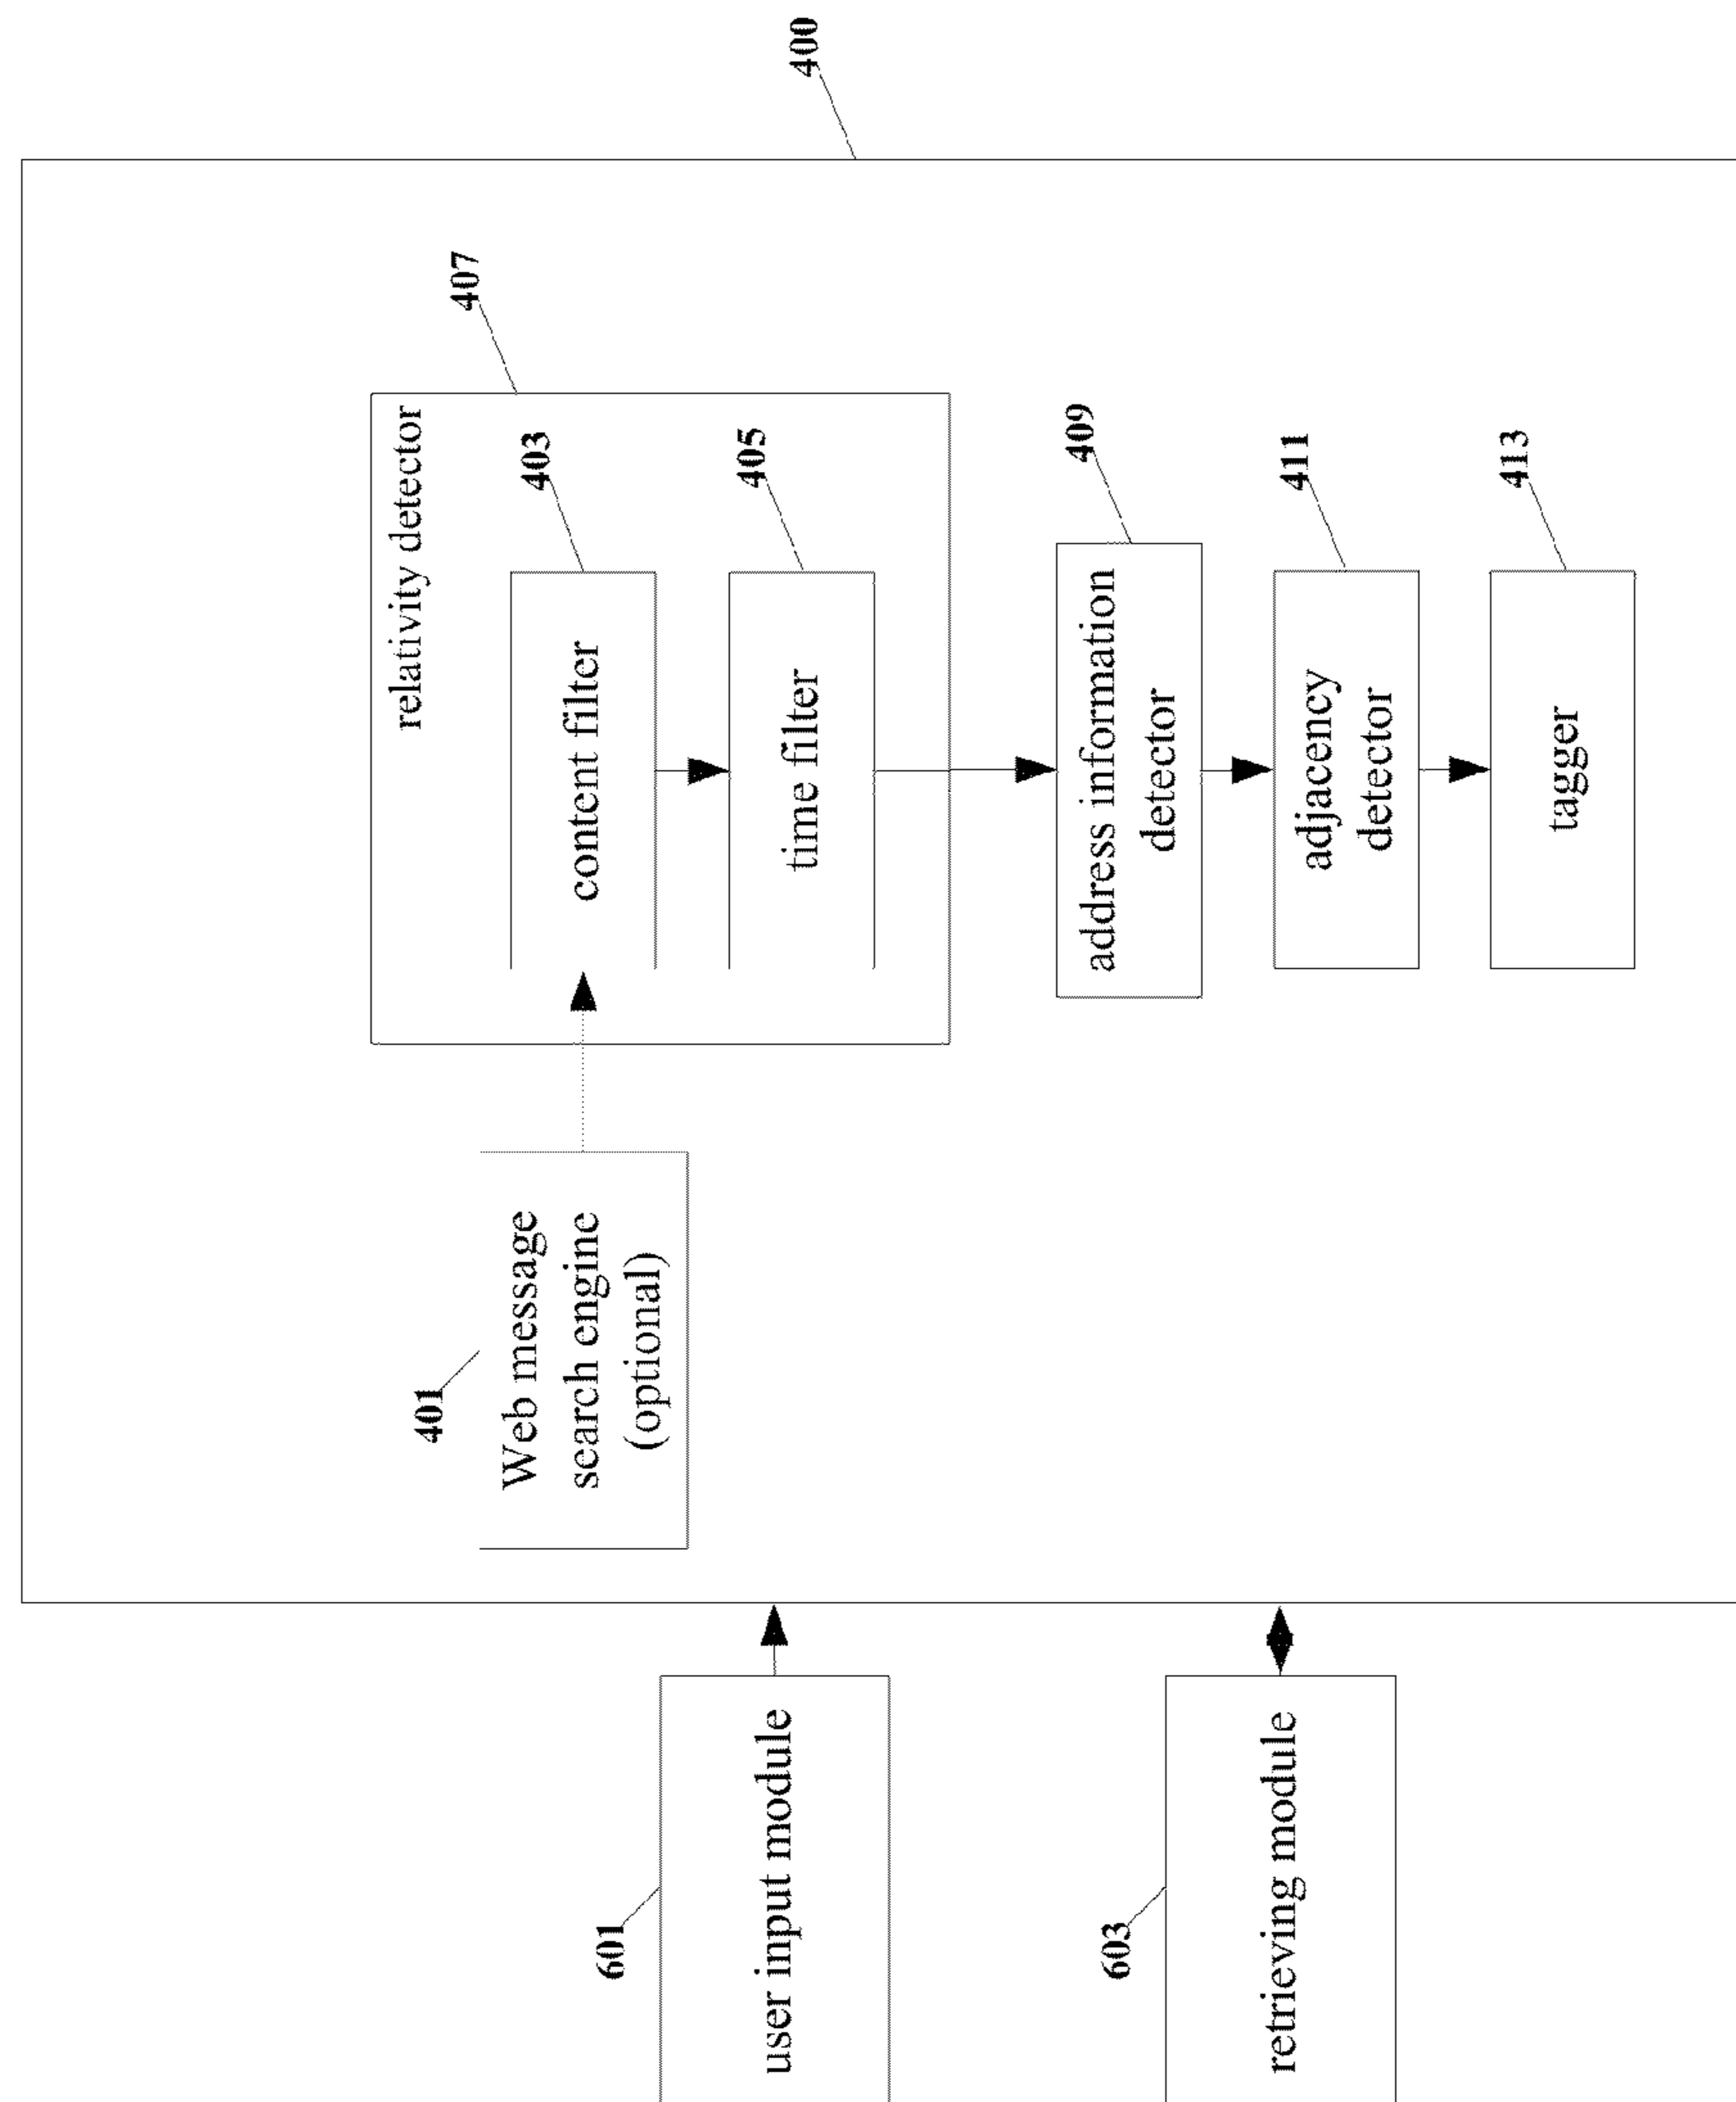 400
407
relativity detector
403
content filter
405
time filter
409
address information
detector
411
adjacency
detector
413
tagger
401
Web message
search engine
(optional)
601
user input module
603
retrieving module